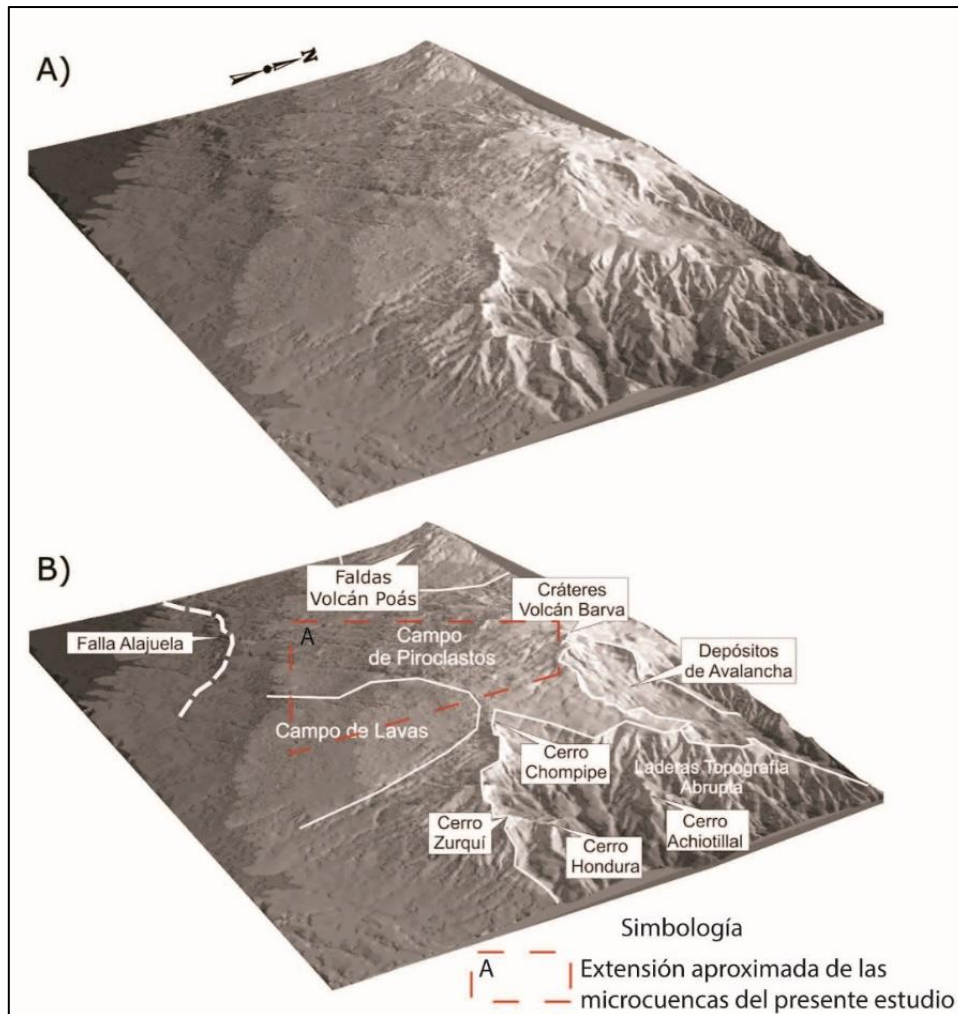 A)
N
B)
Faldas
Volcán Poás
Cráteres
Volcán Barva
Falla Alajuela
A
Campo
de Piroclastos
Depósitos
de Avalancha
Campo de Lavas
Cerro
Chompipe
Laderas Topografía
Abrupta
Cerro
Zurquí
Cerro
Hondura
Cerro
Achiotillal
Simbología
A
Extensión aproximada de las
microcuencas del presente estudio